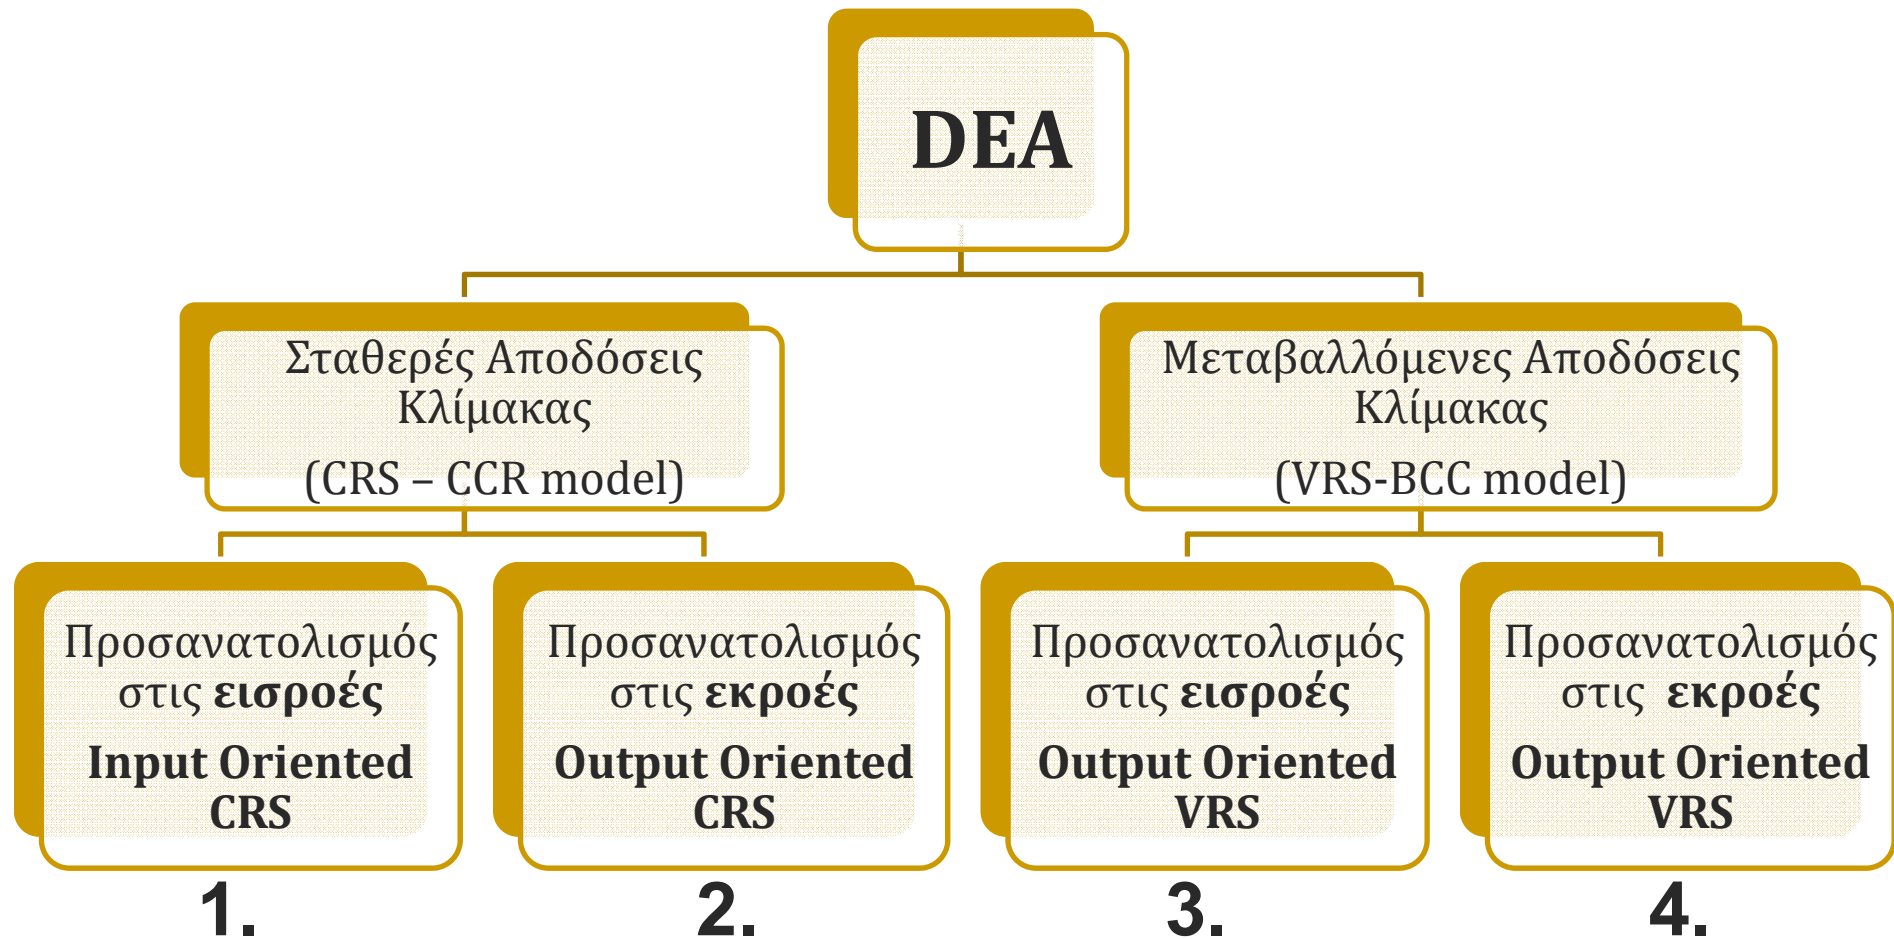 DEA
Σταθερές Αποδόσεις
Κλίμακας
(CRS – CCR model)
Μεταβαλλόμενες Αποδόσεις
Κλίμακας
(VRS-BCC model)
Προσανατολισμός
στις εισροές
Input Oriented
CRS
Προσανατολισμός
στις εκροές
Output Oriented
CRS
Προσανατολισμός
στις εισροές
Output Oriented
VRS
Προσανατολισμός
στις εκροές
Output Oriented
VRS
1.
2.
3.
4.